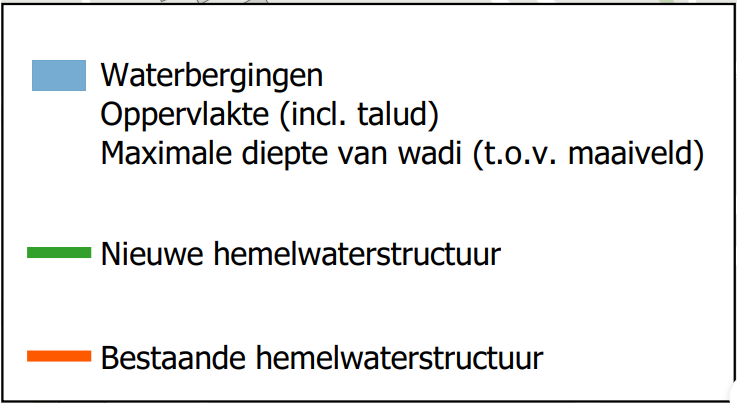 Waterbergingen
Oppervlakte (incl. talud)
Maximale diepte van wadi (t.o.v. maaiveld)
Nieuwe hemelwaterstructuur
Bestaande hemelwaterstructuur